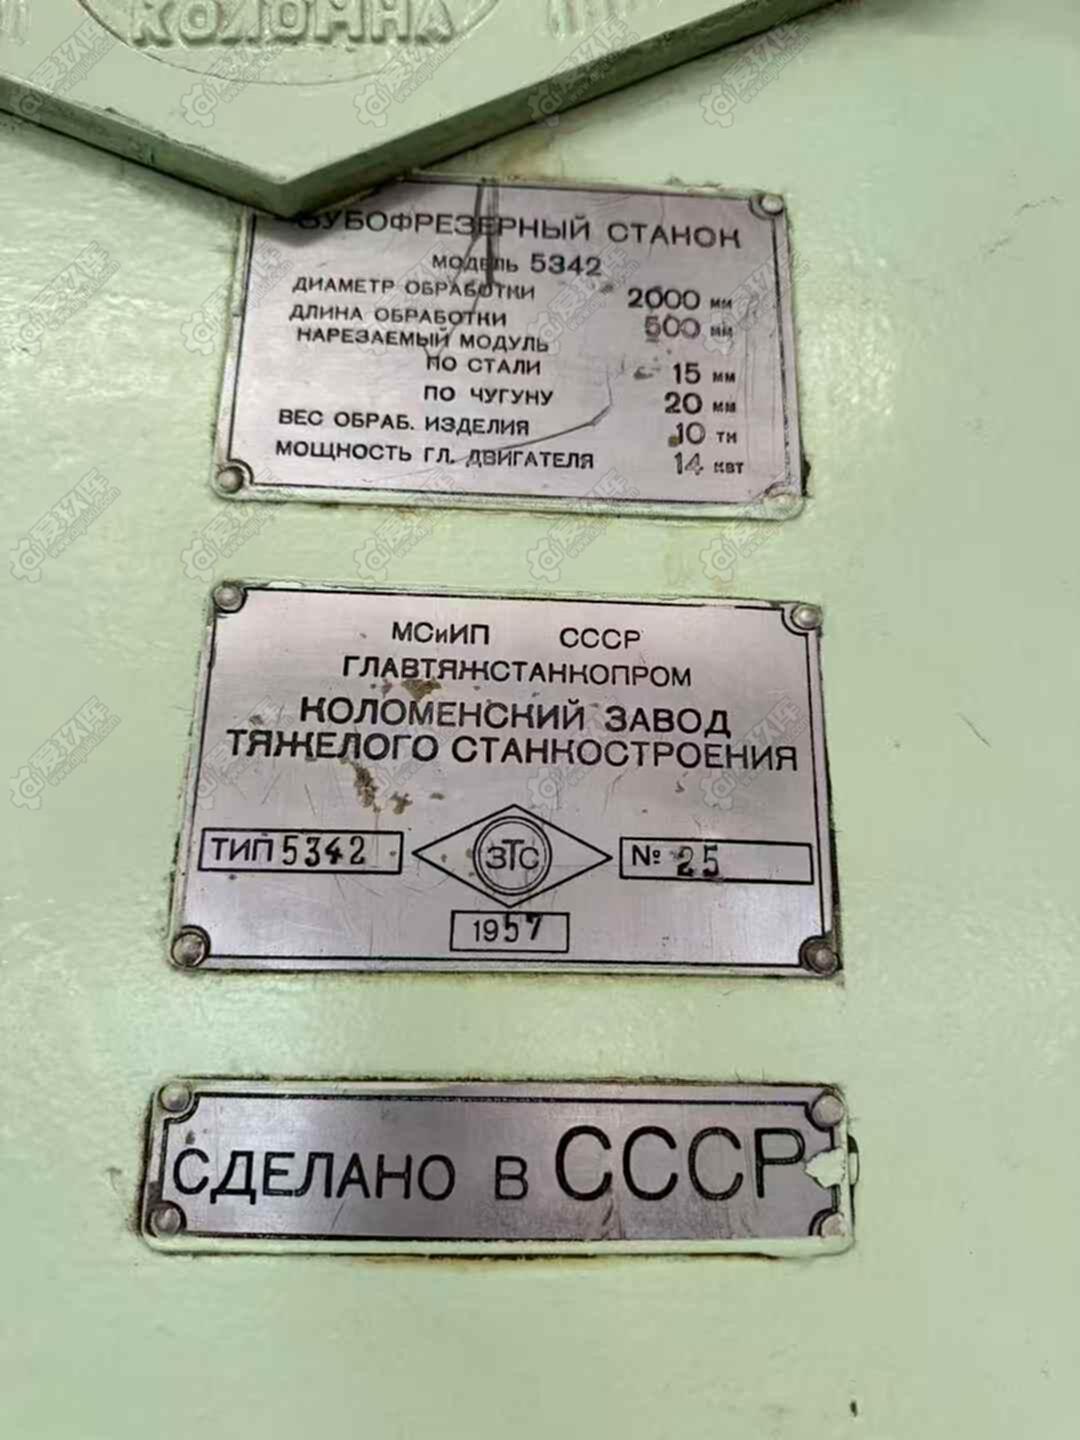 КОЛОМНА
ЗУБОФРЕЗЕРНЫЙ СТАНОК
МОДЕЛЬ 5342
ДИАМЕТР ОБРАБОТКИ 2000 мм
ДЛИНА ОБРАБОТКИ 500 мм
НАРЕЗАЕМЫЙ МОДУЛЬ
ПО СТАЛИ 15 мм
ПО ЧУГУНУ 20 мм
ВЕС ОБРАБ. ИЗДЕЛИЯ 10 тн
МОЩНОСТЬ ГЛ. ДВИГАТЕЛЯ 14 квт
МСиИП СССР
ГЛАВТЯЖСТАНКОПРОМ
КОЛОМЕНСКИЙ ЗАВОД
ТЯЖЕЛОГО СТАНКОСТРОЕНИЯ
ТИП 5342 ЗТС № 25
1957
СДЕЛАНО В СССР